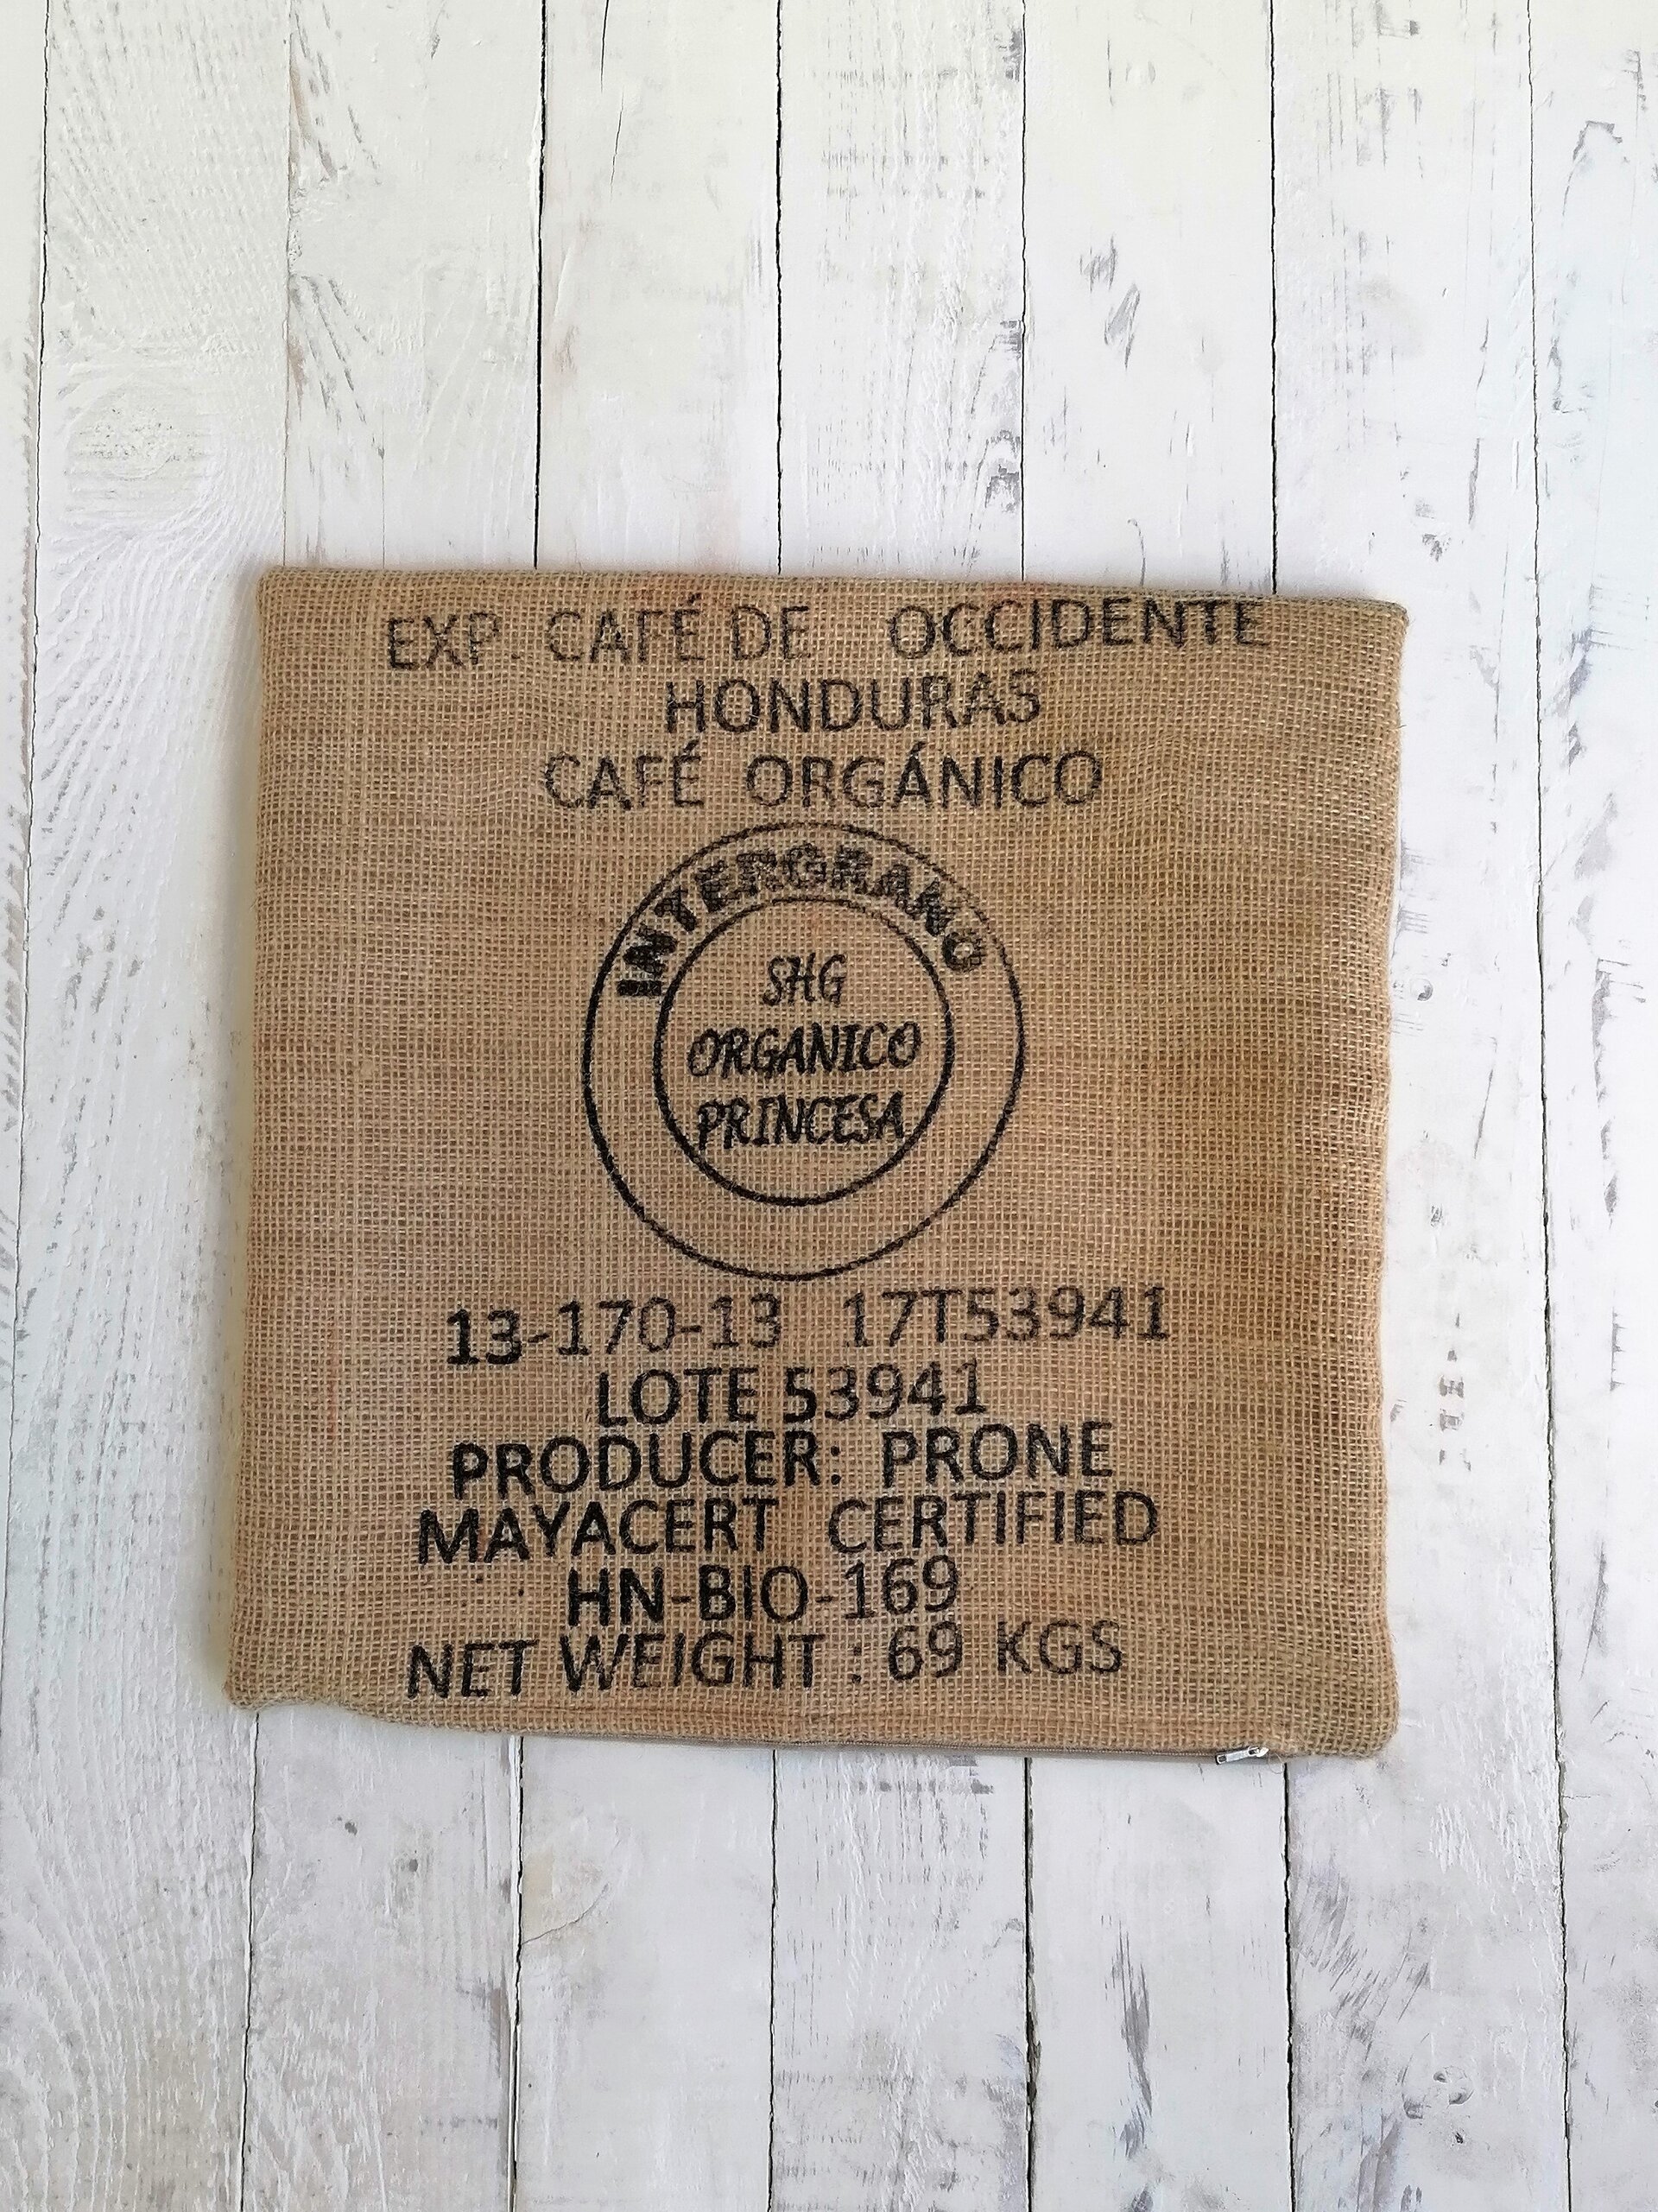 EXP. CAFÉ DE OCCIDENTE
HONDURAS
CAFÉ ORGÁNICO
INTERGRANO
SHG
ORGANICO
PRINCESA
13-170-13 17T53941
LOTE 53941
PRODUCER: PRONE
MAYACERT CERTIFIED
HN-BIO-169
NET WEIGHT : 69 KGS